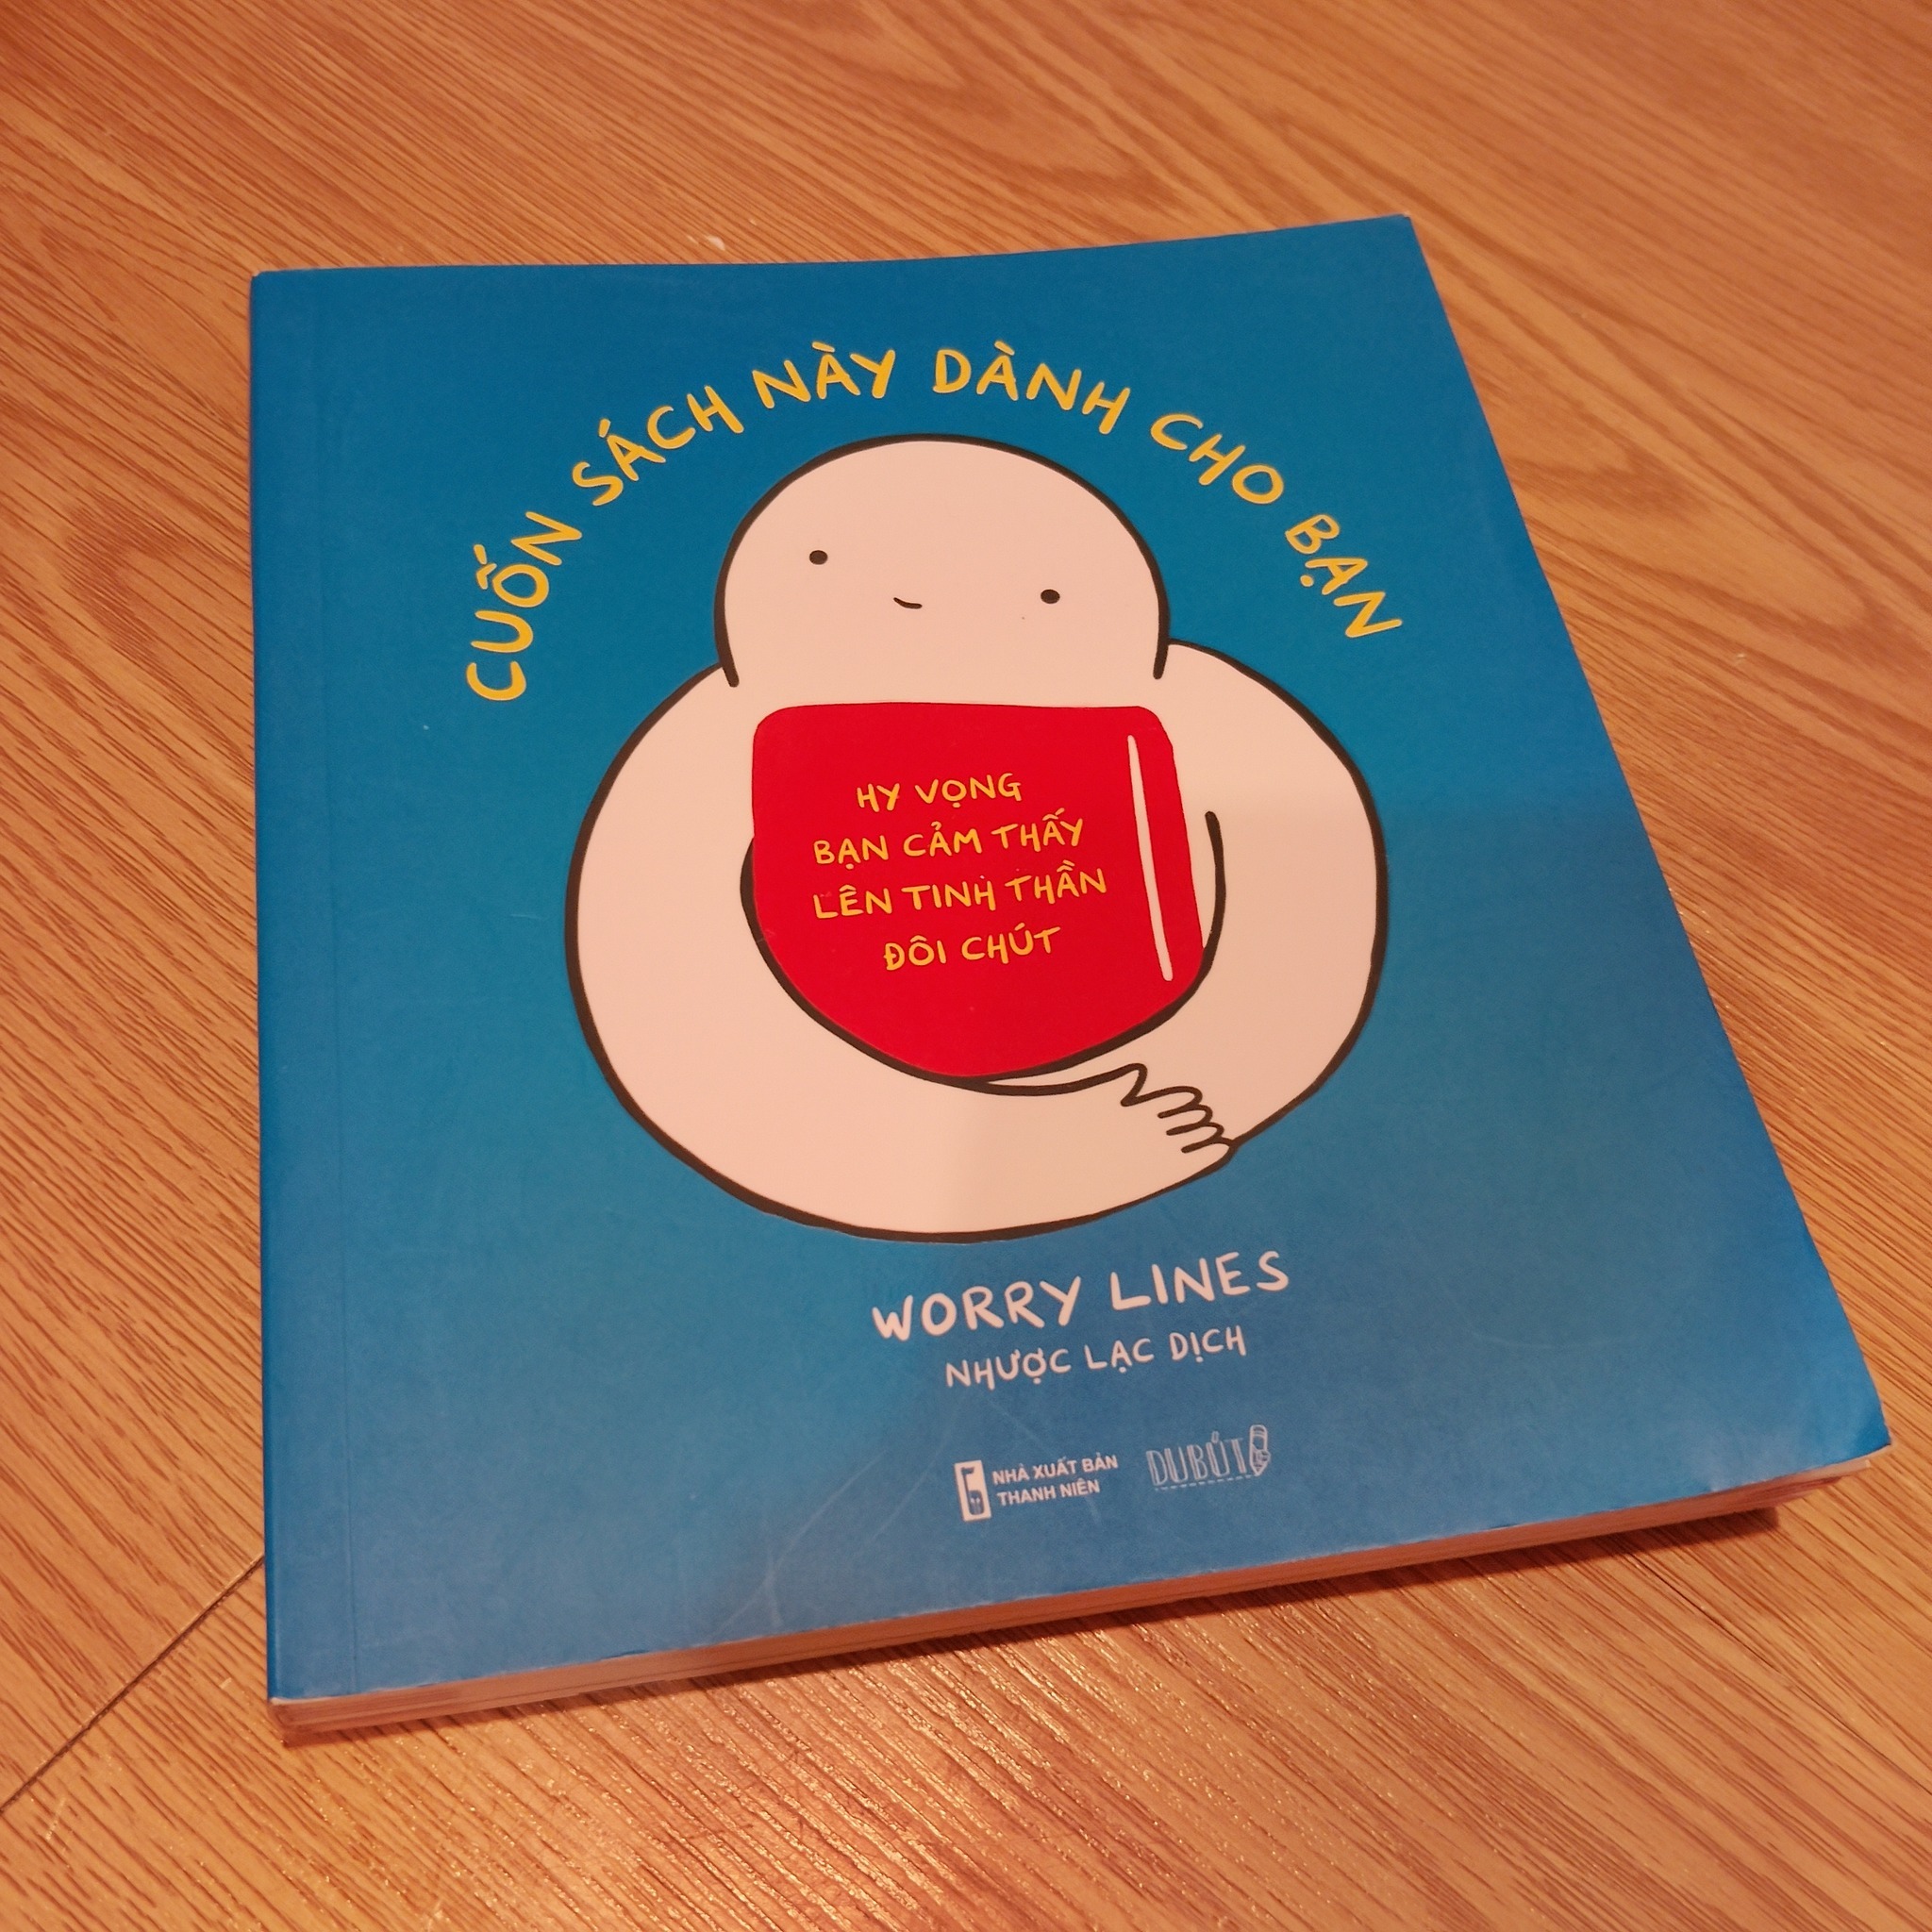 CUỐN SÁCH NÀY DÀNH CHO BẠN
HY VỌNG
BẠN CẢM THẤY
LÊN TINH THẦN
ĐÔI CHÚT
WORRY LINES
NHƯỢC LẠC DỊCH
NHÀ XUẤT BẢN
THANH NIÊN
DUBÚT